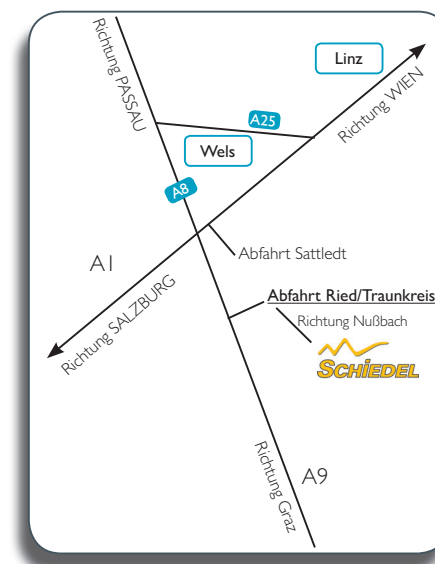 Linz
Richtung PASSAU
Richtung WIEN
A25
Wels
A8
Abfahrt Sattledt
A1
Richtung SALZBURG
Abfahrt Ried/Traunkreis
Richtung Nußbach
SCHiEDEL
Richtung Graz
A9